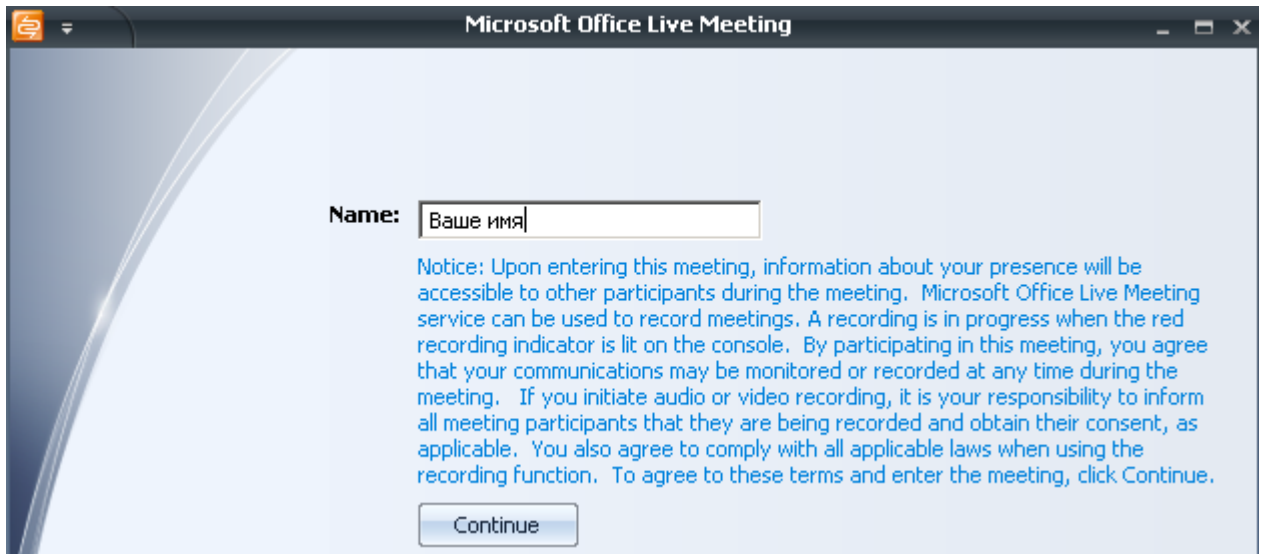 Microsoft Office Live Meeting
Name: Ваше имя
Notice: Upon entering this meeting, information about your presence will be
accessible to other participants during the meeting.  Microsoft Office Live Meeting
service can be used to record meetings. A recording is in progress when the red
recording indicator is lit on the console.  By participating in this meeting, you agree
that your communications may be monitored or recorded at any time during the
meeting.   If you initiate audio or video recording, it is your responsibility to inform
all meeting participants that they are being recorded and obtain their consent, as
applicable.  You also agree to comply with all applicable laws when using the
recording function.  To agree to these terms and enter the meeting, click Continue.
Continue